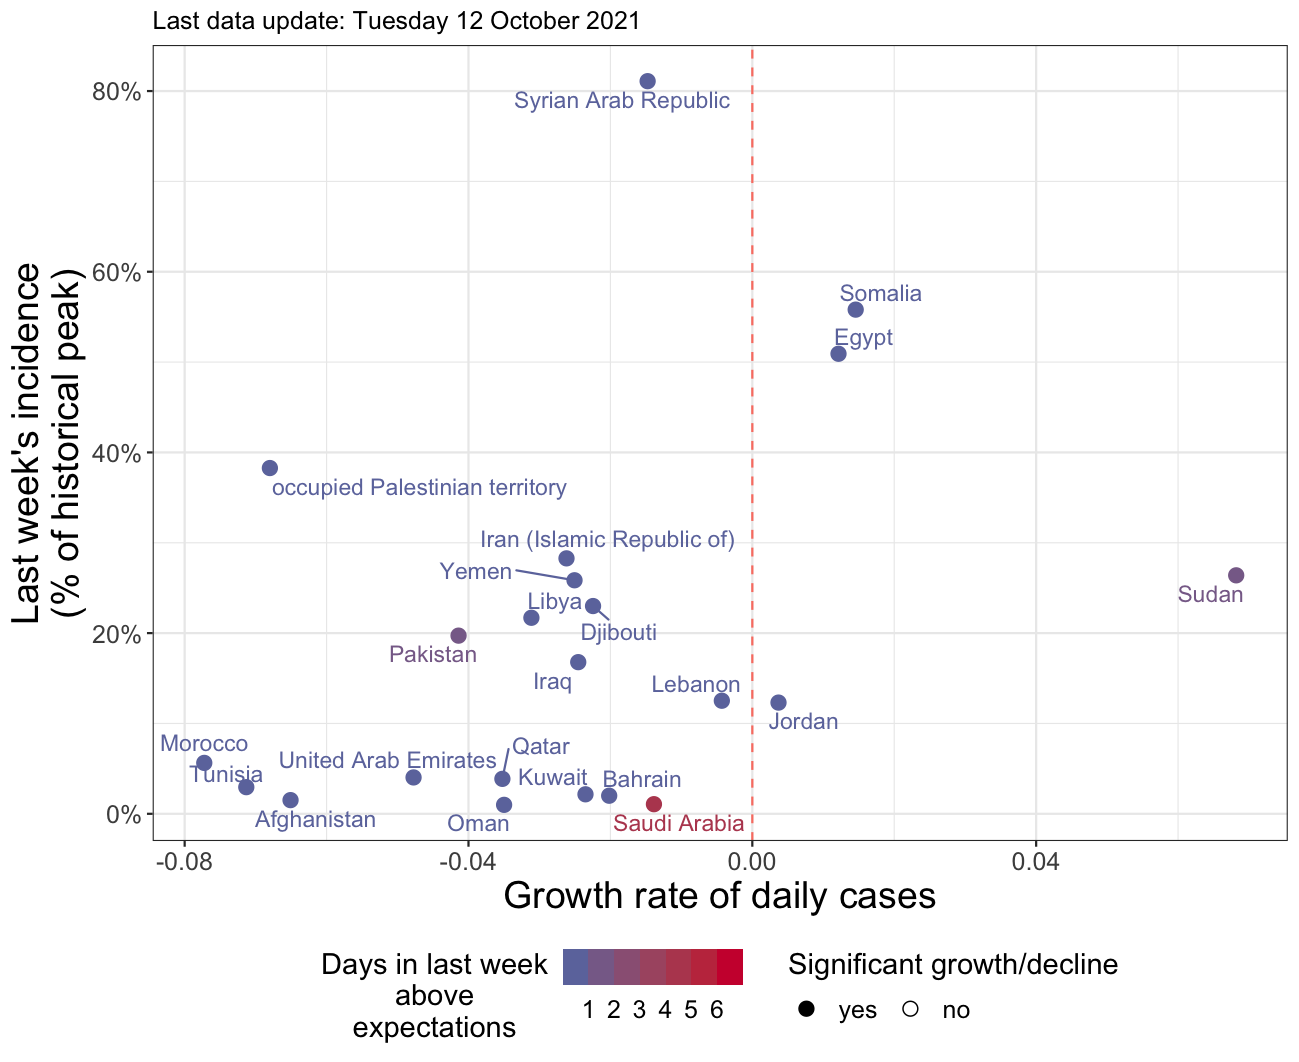 Last data update: Tuesday 12 October 2021
Last week's incidence
(% of historical peak)
80%
60%
40%
20%
0%
Syrian Arab Republic
Somalia
Egypt
occupied Palestinian territory
Iran (Islamic Republic of)
Yemen
Sudan
Libya
Djibouti
Pakistan
Iraq
Lebanon
Jordan
Morocco
Qatar
United Arab Emirates
Tunisia
Kuwait
Bahrain
Afghanistan
Oman
Saudi Arabia
-0.08
-0.04
0.00
0.04
Growth rate of daily cases
Days in last week
above
expectations
1 2 3 4 5 6
Significant growth/decline
yes
no